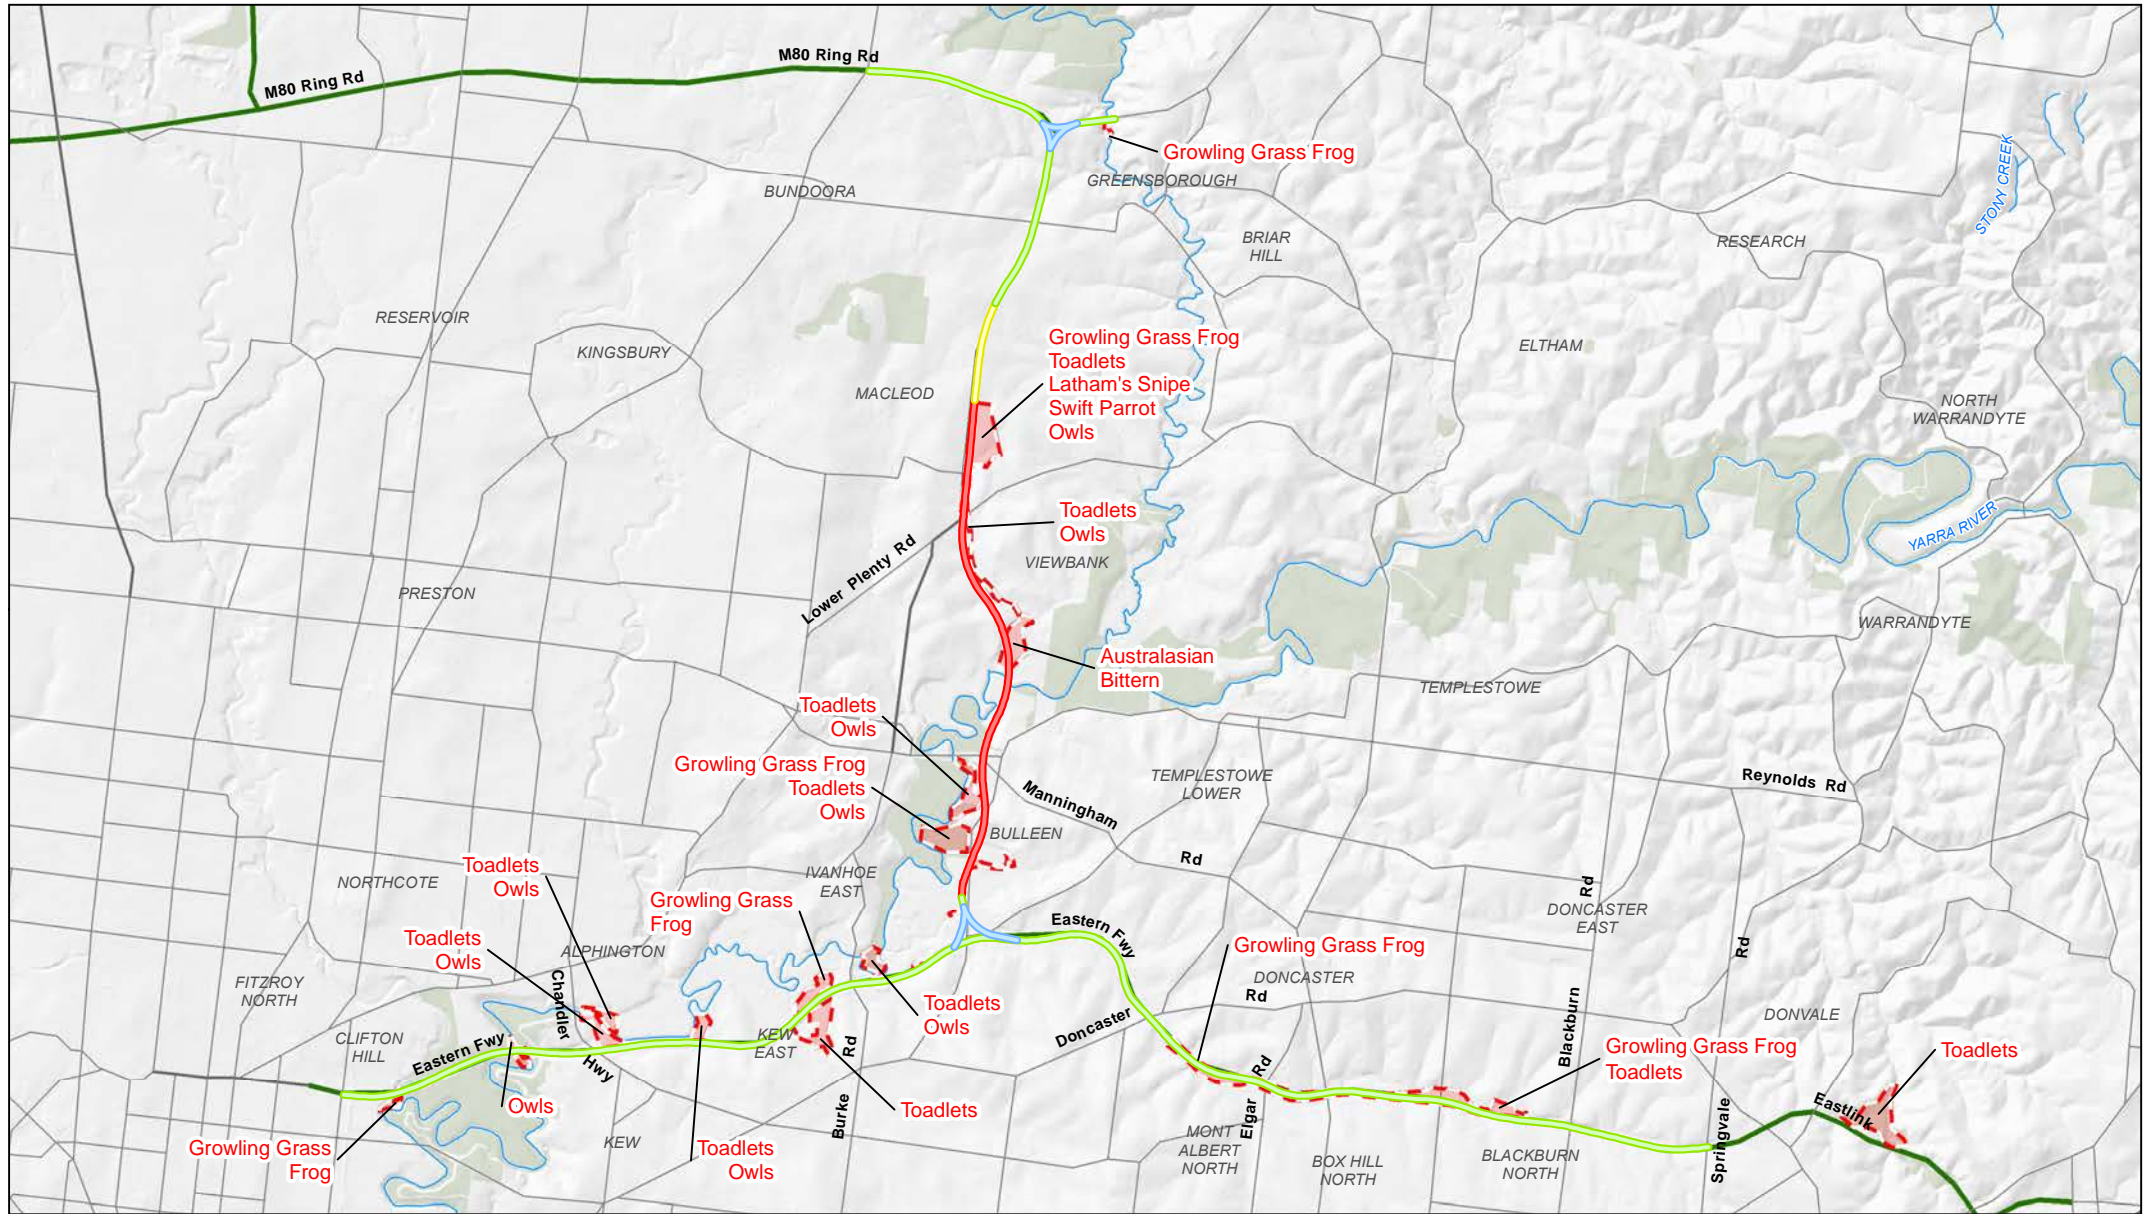 M80 Ring Rd
M80 Ring Rd
Growling Grass Frog
GREENSBOROUGH
BUNDOORA
STONY CREEK
BRIAR
HILL
RESEARCH
RESERVOIR
KINGSBURY
Growling Grass Frog
Toadlets
Latham's Snipe
Swift Parrot
Owls
ELTHAM
MACLEOD
NORTH
WARRANDYTE
Toadlets
Owls
YARRA RIVER
Lower Plenty Rd
VIEWBANK
PRESTON
WARRANDYTE
Australasian
Bittern
TEMPLESTOWE
Toadlets
Owls
Growling Grass Frog
Toadlets
Owls
TEMPLESTOWE
LOWER
Reynolds Rd
Manningham
Rd
BULLEEN
Toadlets
Owls
NORTHCOTE
IVANHOE
EAST
Growling Grass
Frog
Rd
DONCASTER
EAST
Eastern Fwy
Toadlets
Owls
ALPHINGTON
Growling Grass Frog
Rd
FITZROY
NORTH
Chandler
Hwy
DONCASTER
Rd
Doncaster
Toadlets
Owls
Blackburn
DONVALE
CLIFTON
HILL
Eastern Fwy
KEW
EAST
Rd
Burke
Growling Grass Frog
Toadlets
Toadlets
Rd
Elgar
Owls
Toadlets
Eastlink
Growling Grass
Frog
KEW
Toadlets
Owls
MONT
ALBERT
NORTH
BOX HILL
NORTH
BLACKBURN
NORTH
Springvale